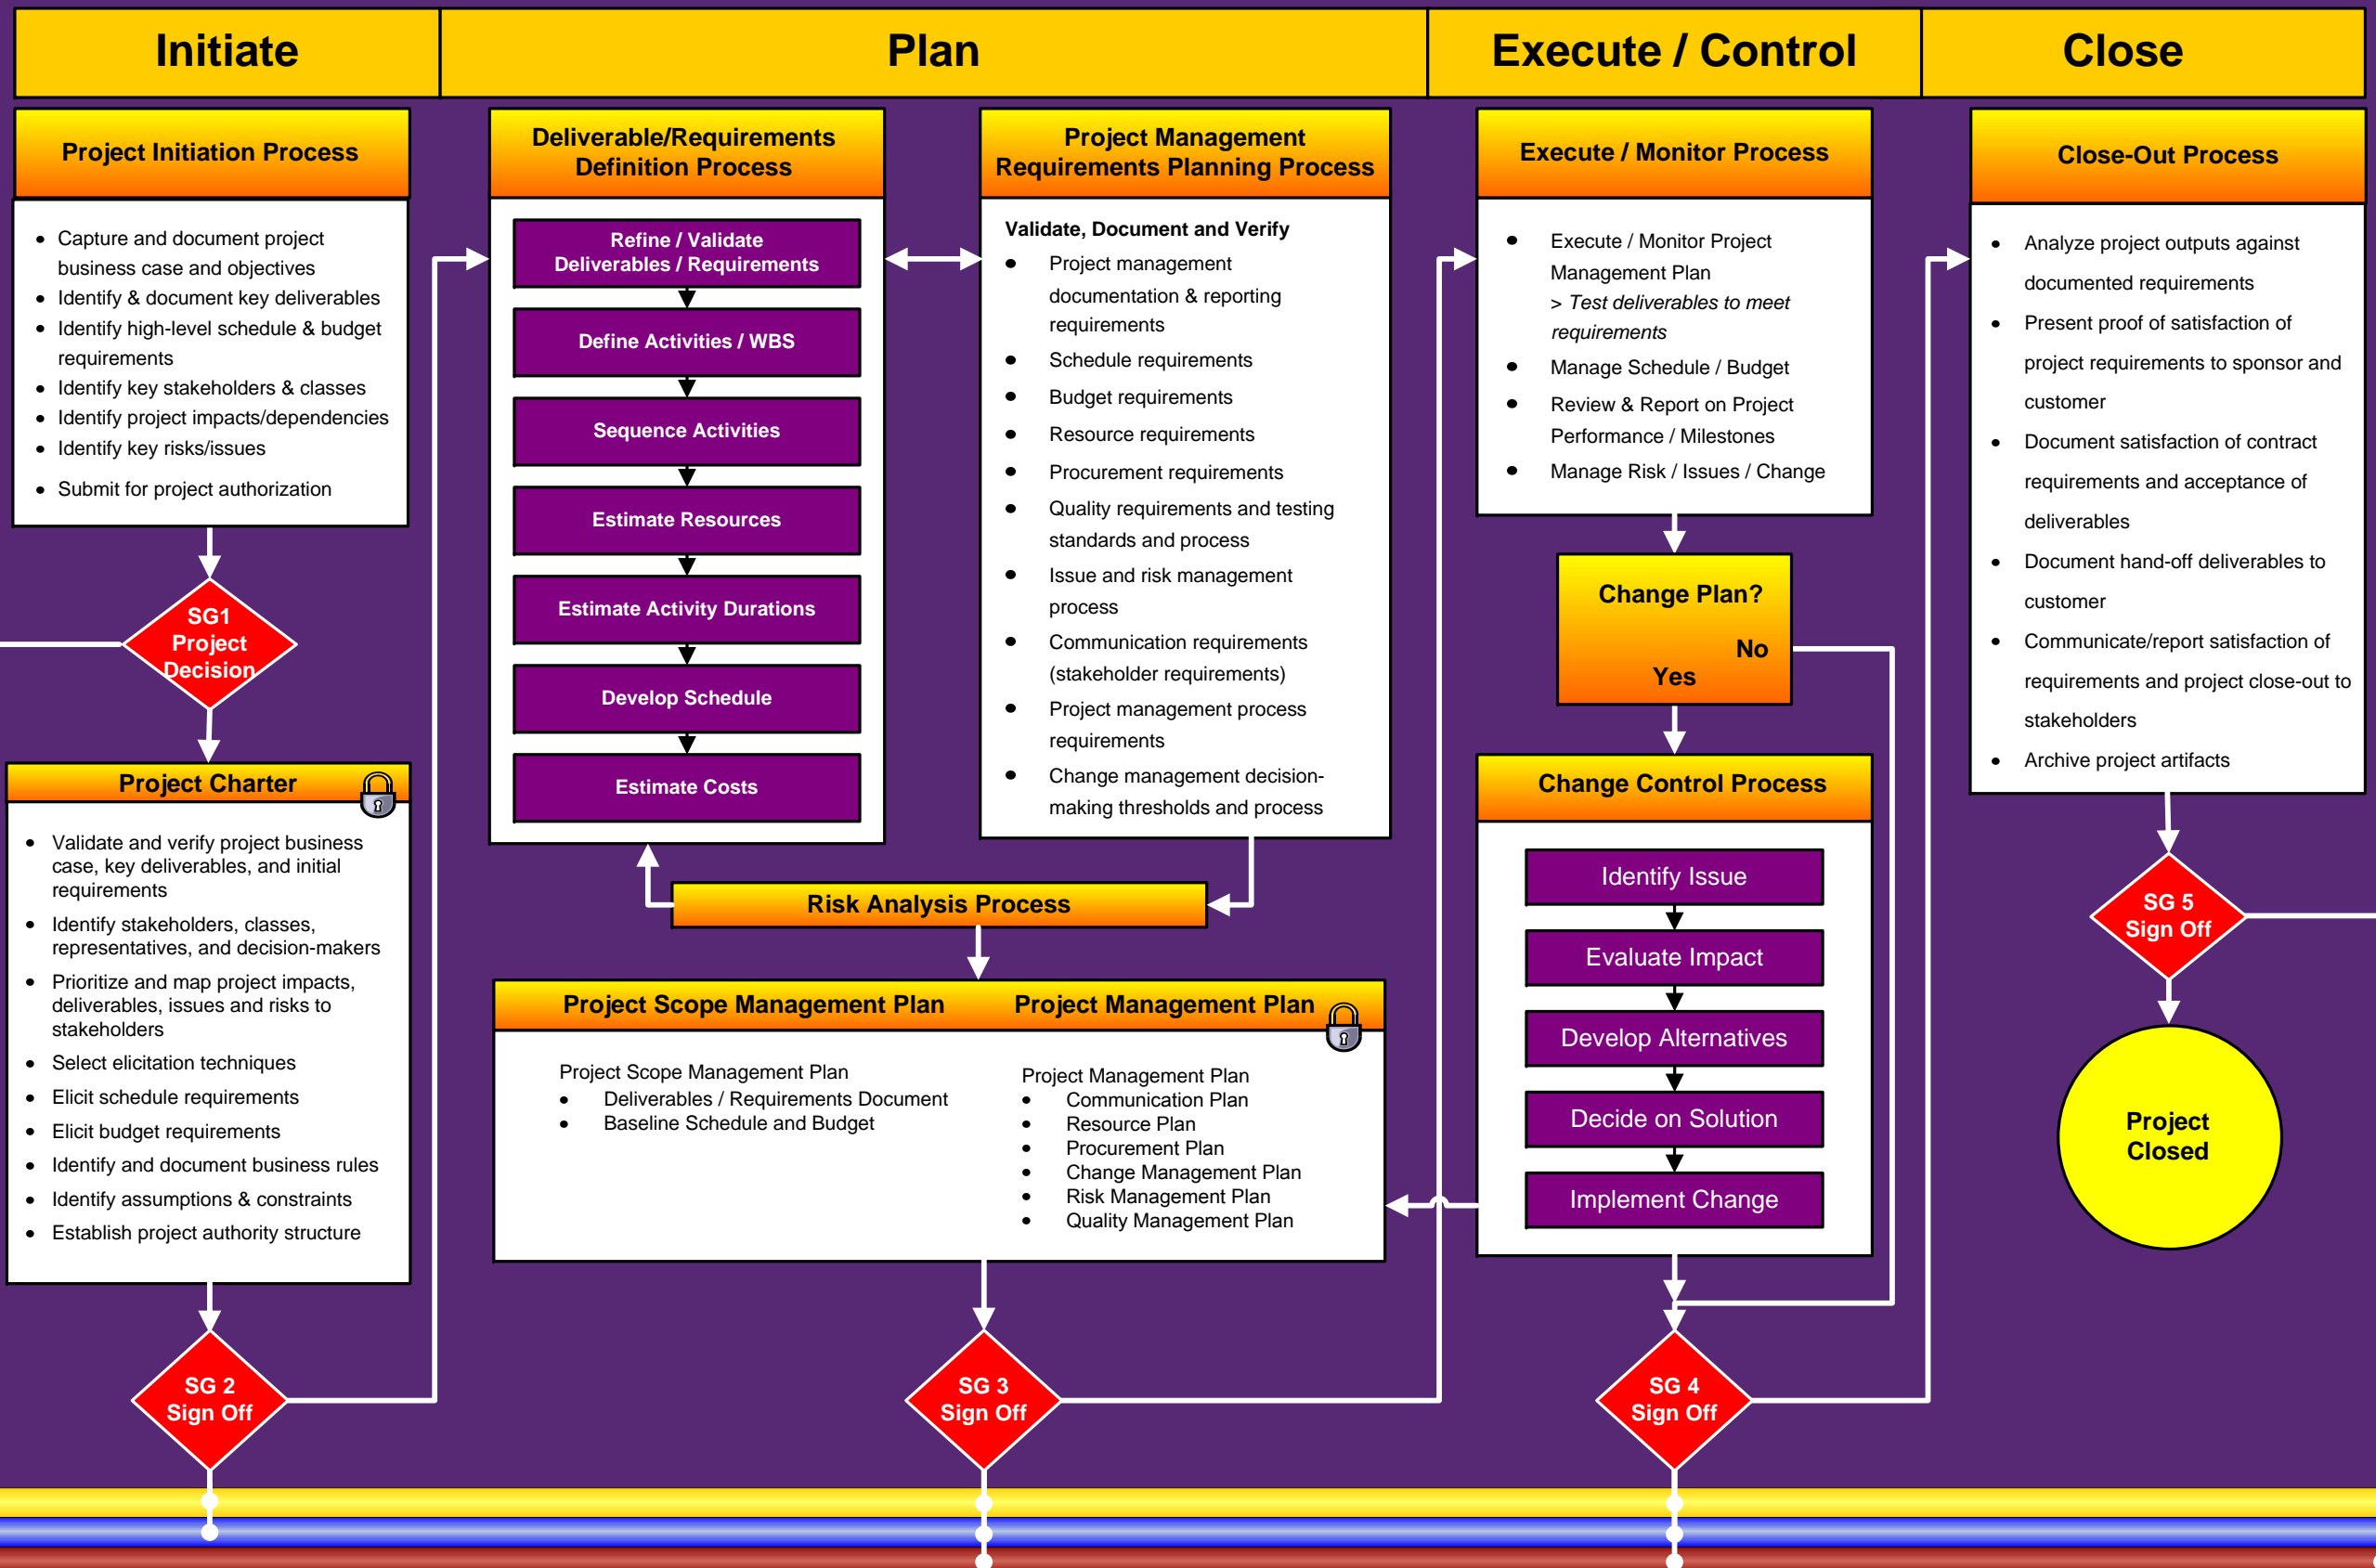 Initiate
Plan
Execute / Control
Close
Project Initiation Process
• Capture and document project
business case and objectives
• Identify & document key deliverables
• Identify high-level schedule & budget
requirements
• Identify key stakeholders & classes
• Identify project impacts/dependencies
• Identify key risks/issues
• Submit for project authorization
SG1
Project
Decision
Project Charter
• Validate and verify project business
case, key deliverables, and initial
requirements
• Identify stakeholders, classes,
representatives, and decision-makers
• Prioritize and map project impacts,
deliverables, issues and risks to
stakeholders
• Select elicitation techniques
• Elicit schedule requirements
• Elicit budget requirements
• Identify and document business rules
• Identify assumptions & constraints
• Establish project authority structure
SG 2
Sign Off
Deliverable/Requirements
Definition Process
Refine / Validate
Deliverables / Requirements
Define Activities / WBS
Sequence Activities
Estimate Resources
Estimate Activity Durations
Develop Schedule
Estimate Costs
Project Management
Requirements Planning Process
Validate, Document and Verify
• Project management
documentation & reporting
requirements
• Schedule requirements
• Budget requirements
• Resource requirements
• Procurement requirements
• Quality requirements and testing
standards and process
• Issue and risk management
process
• Communication requirements
(stakeholder requirements)
• Project management process
requirements
• Change management decision-
making thresholds and process
Risk Analysis Process
Project Scope Management Plan
Project Management Plan
Project Scope Management Plan
• Deliverables / Requirements Document
• Baseline Schedule and Budget
Project Management Plan
• Communication Plan
• Resource Plan
• Procurement Plan
• Change Management Plan
• Risk Management Plan
• Quality Management Plan
SG 3
Sign Off
Execute / Monitor Process
• Execute / Monitor Project
Management Plan
> Test deliverables to meet
requirements
• Manage Schedule / Budget
• Review & Report on Project
Performance / Milestones
• Manage Risk / Issues / Change
Change Plan?
No
Yes
Change Control Process
Identify Issue
Evaluate Impact
Develop Alternatives
Decide on Solution
Implement Change
SG 4
Sign Off
Close-Out Process
• Analyze project outputs against
documented requirements
• Present proof of satisfaction of
project requirements to sponsor and
customer
• Document satisfaction of contract
requirements and acceptance of
deliverables
• Document hand-off deliverables to
customer
• Communicate/report satisfaction of
requirements and project close-out to
stakeholders
• Archive project artifacts
SG 5
Sign Off
Project
Closed